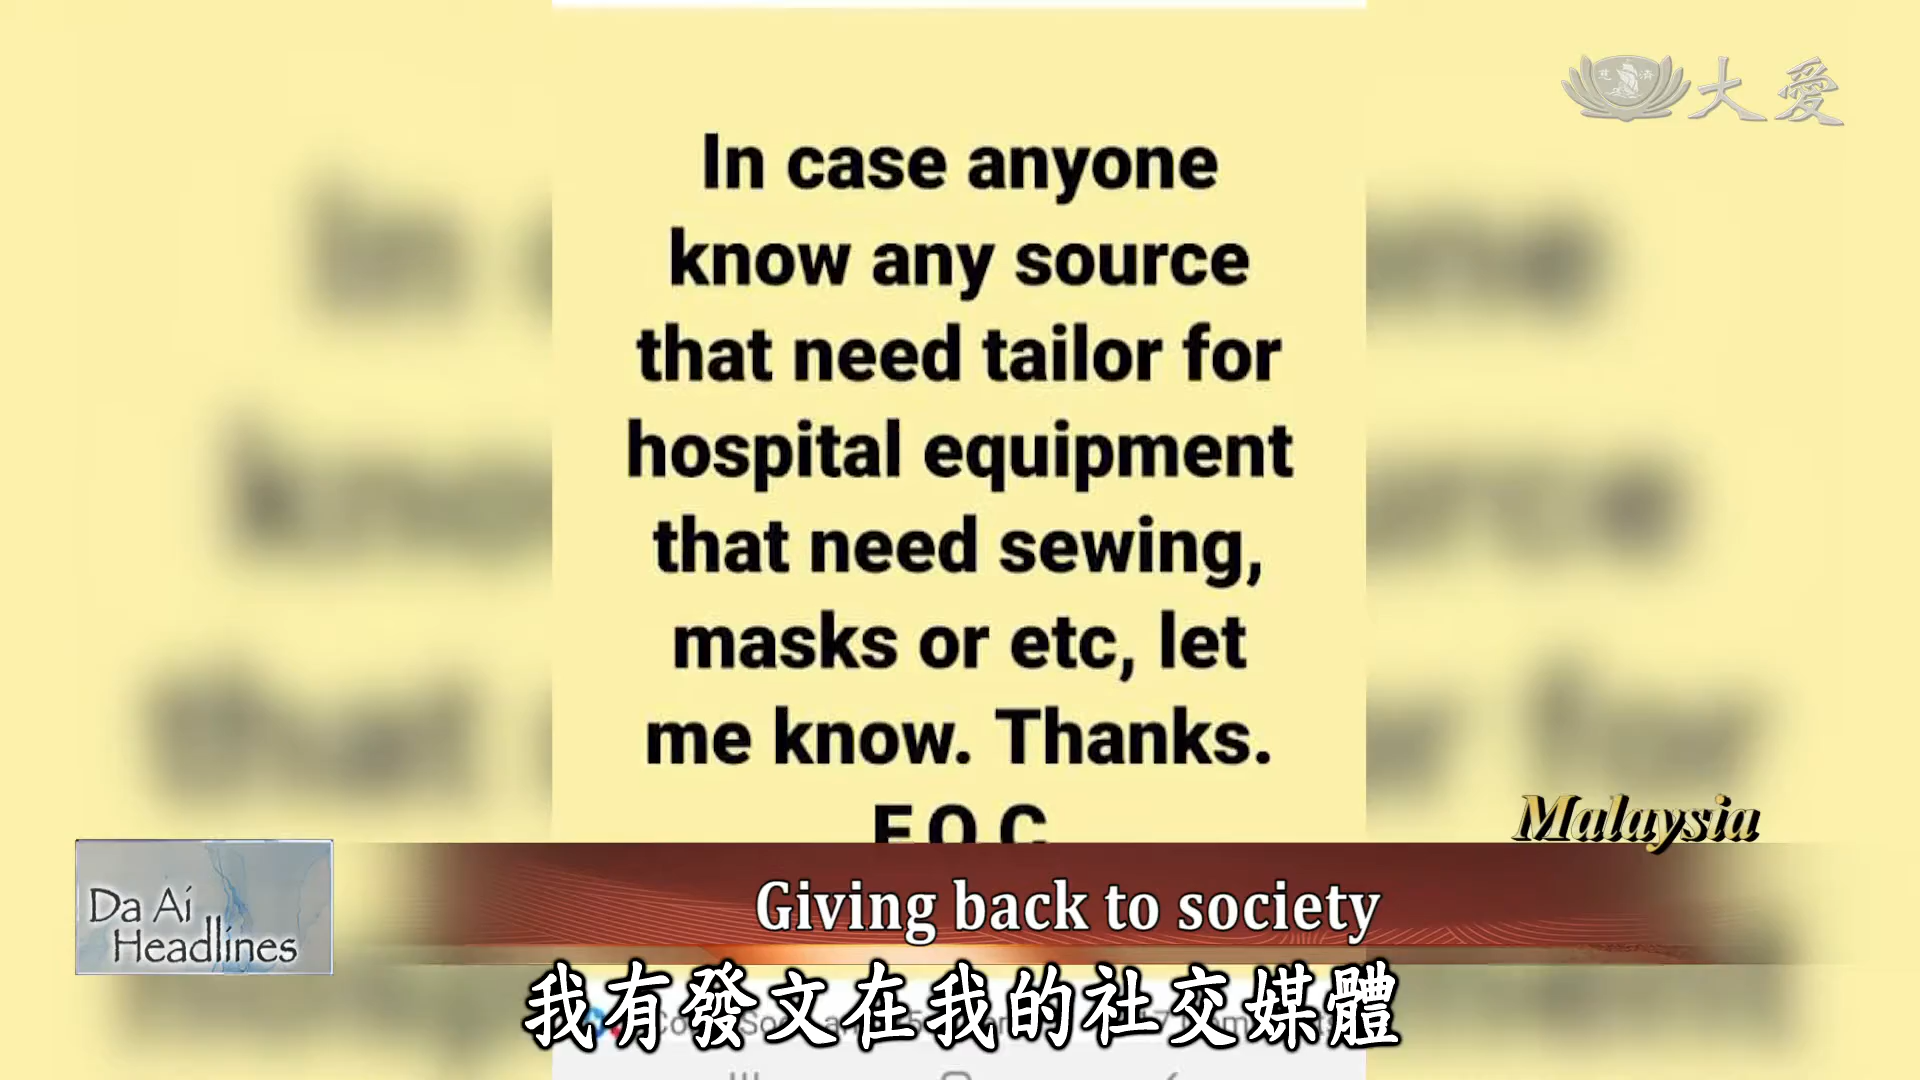 大愛
In case anyone
know any source
that need tailor for
hospital equipment
that need sewing,
masks or etc, let
me know. Thanks.
F.O.C
Malaysia
Da Ai
Headlines
Giving back to society
我有發文在我的社交媒體